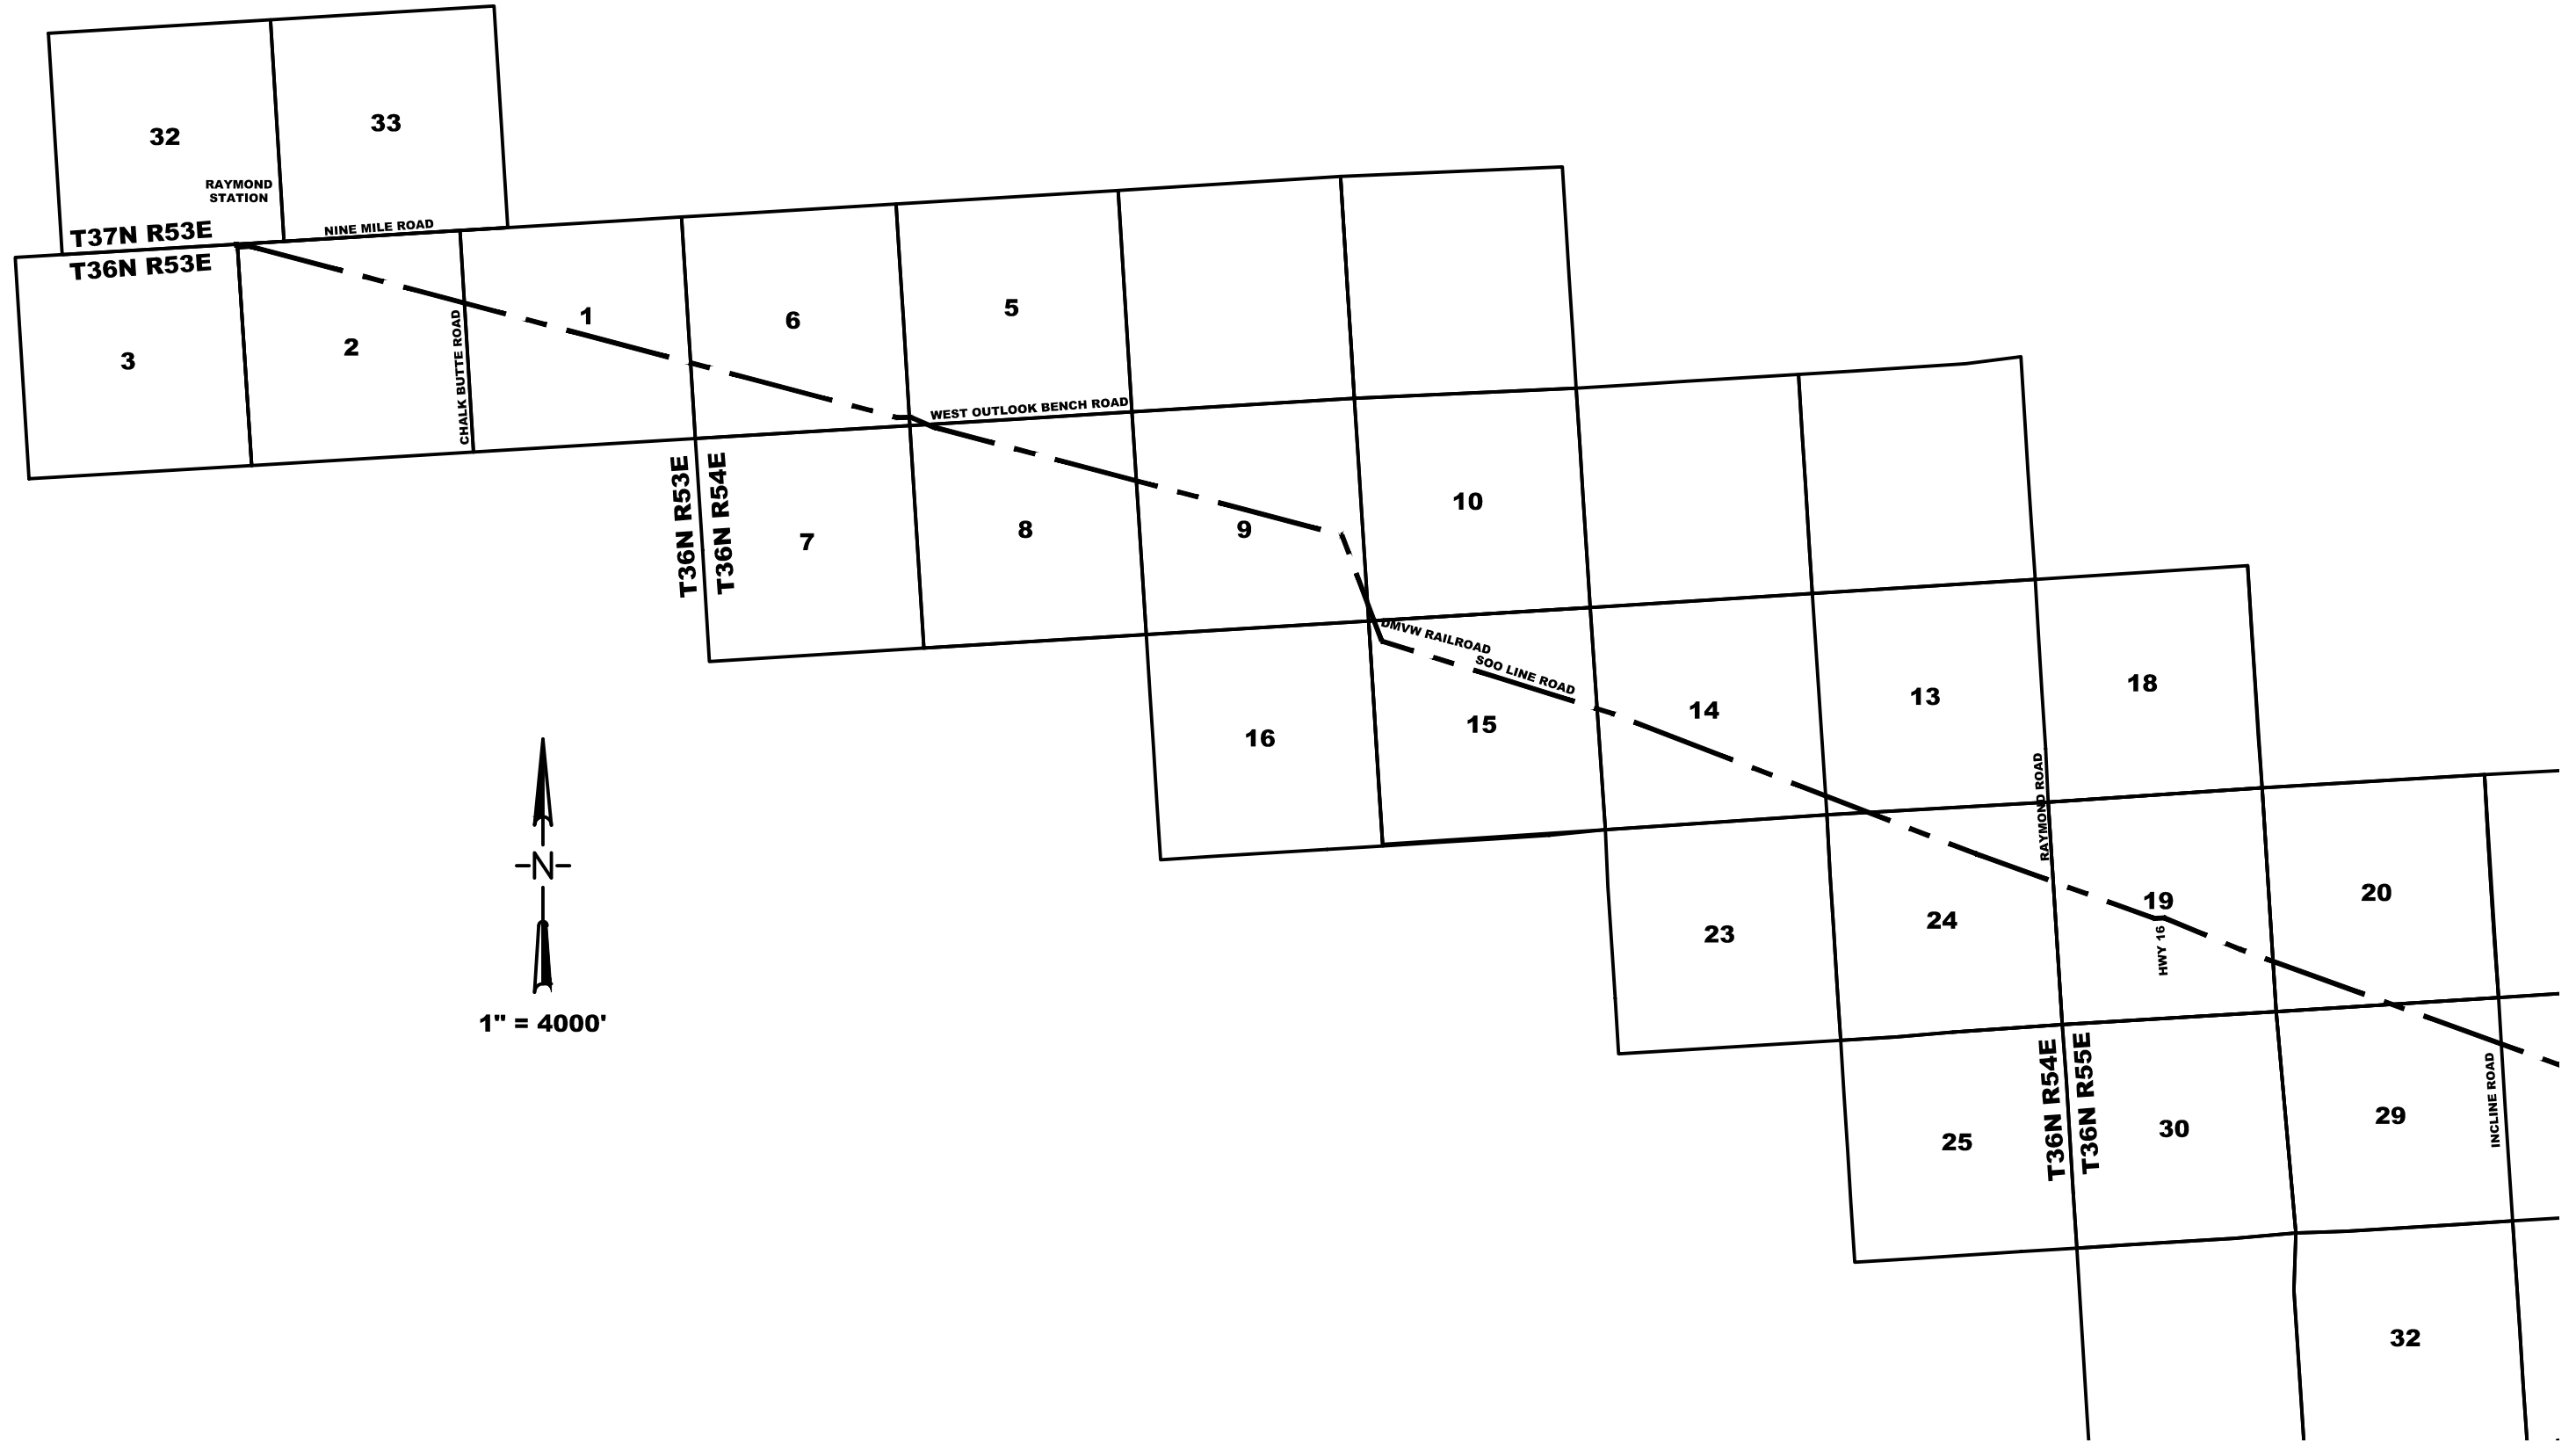 33
32
RAYMOND
STATION
NINE MILE ROAD
T37N R53E
T36N R53E
3
2
CHALK BUTTE ROAD
1
6
5
WEST OUTLOOK BENCH ROAD
T36N R53E
T36N R54E
7
8
9
10
DMVW RAILROAD
SOO LINE ROAD
16
15
14
13
18
RAYMOND ROAD
N
1" = 4000'
23
24
19
HWY 16
20
25
T36N R54E
T36N R55E
30
29
INCLINE ROAD
32